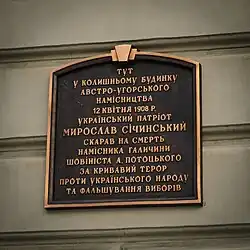 ТУТ
У КОЛИШНЬОМУ БУДИНКУ
АВСТРО-УГОРСЬКОГО
НАМІСНИЦТВА
12 КВІТНЯ 1908 Р.
УКРАЇНСЬКИЙ ПАТРІОТ
МИРОСЛАВ СІЧИНСЬКИЙ
СКАРАВ НА СМЕРТЬ
НАМІСНИКА ГАЛИЧИНИ
ШОВІНІСТА А. ПОТОЦЬКОГО
ЗА КРИВАВИЙ ТЕРОР
ПРОТИ УКРАЇНСЬКОГО НАРОДУ
ТА ФАЛЬШУВАННЯ ВИБОРІВ